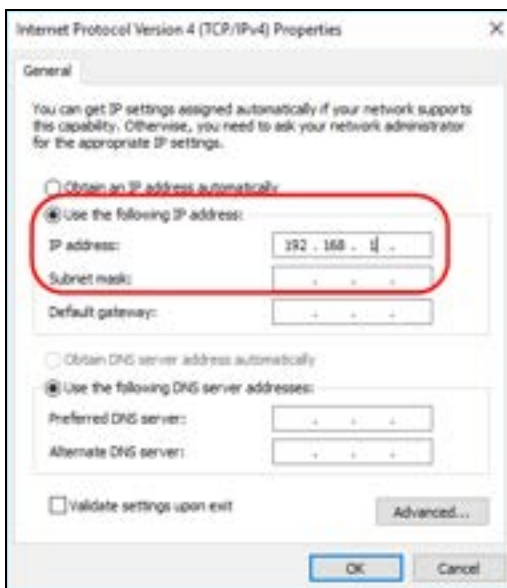 Internet Protocol Version 4 (TCP/IPv4) Properties
General
You can get IP settings assigned automatically if your network supports
this capability. Otherwise, you need to ask your network administrator
for the appropriate IP settings.
Obtain an IP address automatically
Use the following IP address:
IP address: 192 . 168 . 1 .
Subnet mask: . . .
Default gateway: . . .
Obtain DNS server address automatically
Use the following DNS server addresses:
Preferred DNS server: . . .
Alternate DNS server: . . .
Validate settings upon exit
Advanced...
OK Cancel